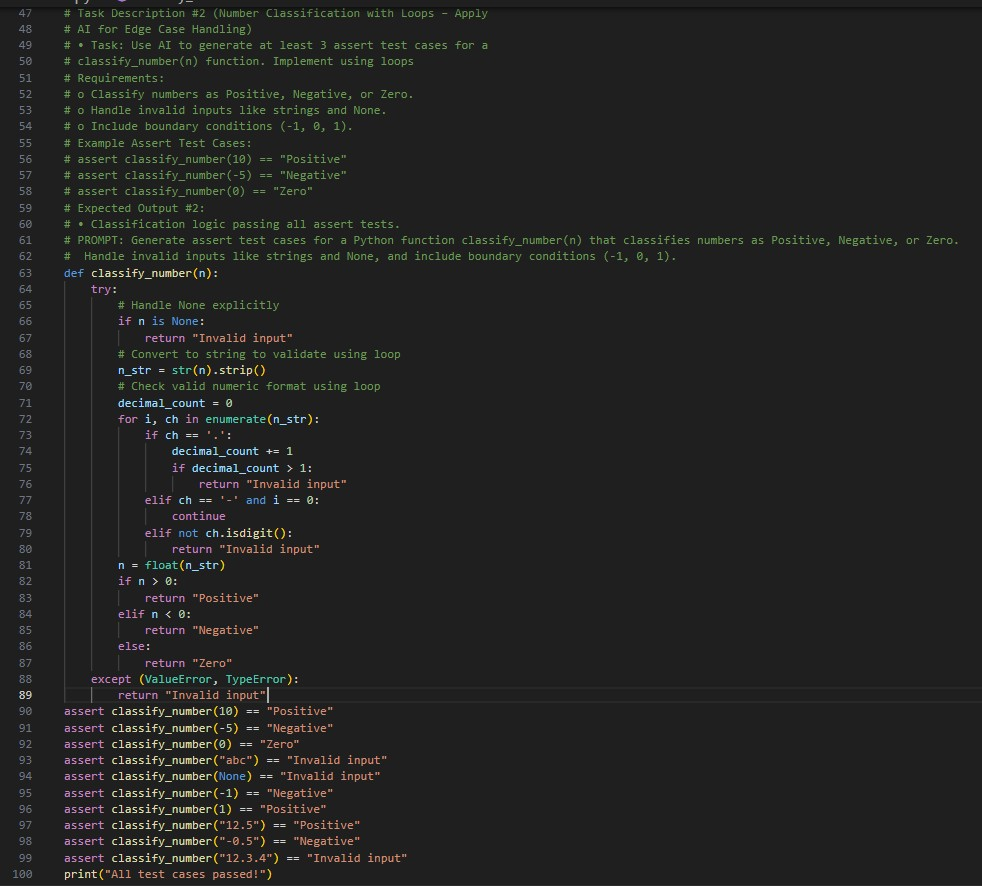 47 # Task Description #2 (Number Classification with Loops – Apply
48 # AI for Edge Case Handling)
49 # • Task: Use AI to generate at least 3 assert test cases for a
50 # classify_number(n) function. Implement using loops
51 # Requirements:
52 # o Classify numbers as Positive, Negative, or Zero.
53 # o Handle invalid inputs like strings and None.
54 # o Include boundary conditions (-1, 0, 1).
55 # Example Assert Test Cases:
56 # assert classify_number(10) == "Positive"
57 # assert classify_number(-5) == "Negative"
58 # assert classify_number(0) == "Zero"
59 # Expected Output #2:
60 # • Classification logic passing all assert tests.
61 # PROMPT: Generate assert test cases for a Python function classify_number(n) that classifies numbers as Positive, Negative, or Zero.
62 #  Handle invalid inputs like strings and None, and include boundary conditions (-1, 0, 1).
63 def classify_number(n):
64     try:
65         # Handle None explicitly
66         if n is None:
67             return "Invalid input"
68         # Convert to string to validate using loop
69         n_str = str(n).strip()
70         # Check valid numeric format using loop
71         decimal_count = 0
72         for i, ch in enumerate(n_str):
73             if ch == '.':
74                 decimal_count += 1
75                 if decimal_count > 1:
76                     return "Invalid input"
77             elif ch == '-' and i == 0:
78                 continue
79             elif not ch.isdigit():
80                 return "Invalid input"
81         n = float(n_str)
82         if n > 0:
83             return "Positive"
84         elif n < 0:
85             return "Negative"
86         else:
87             return "Zero"
88     except (ValueError, TypeError):
89         return "Invalid input"
90 assert classify_number(10) == "Positive"
91 assert classify_number(-5) == "Negative"
92 assert classify_number(0) == "Zero"
93 assert classify_number("abc") == "Invalid input"
94 assert classify_number(None) == "Invalid input"
95 assert classify_number(-1) == "Negative"
96 assert classify_number(1) == "Positive"
97 assert classify_number("12.5") == "Positive"
98 assert classify_number("-0.5") == "Negative"
99 assert classify_number("12.3.4") == "Invalid input"
100 print("All test cases passed!")